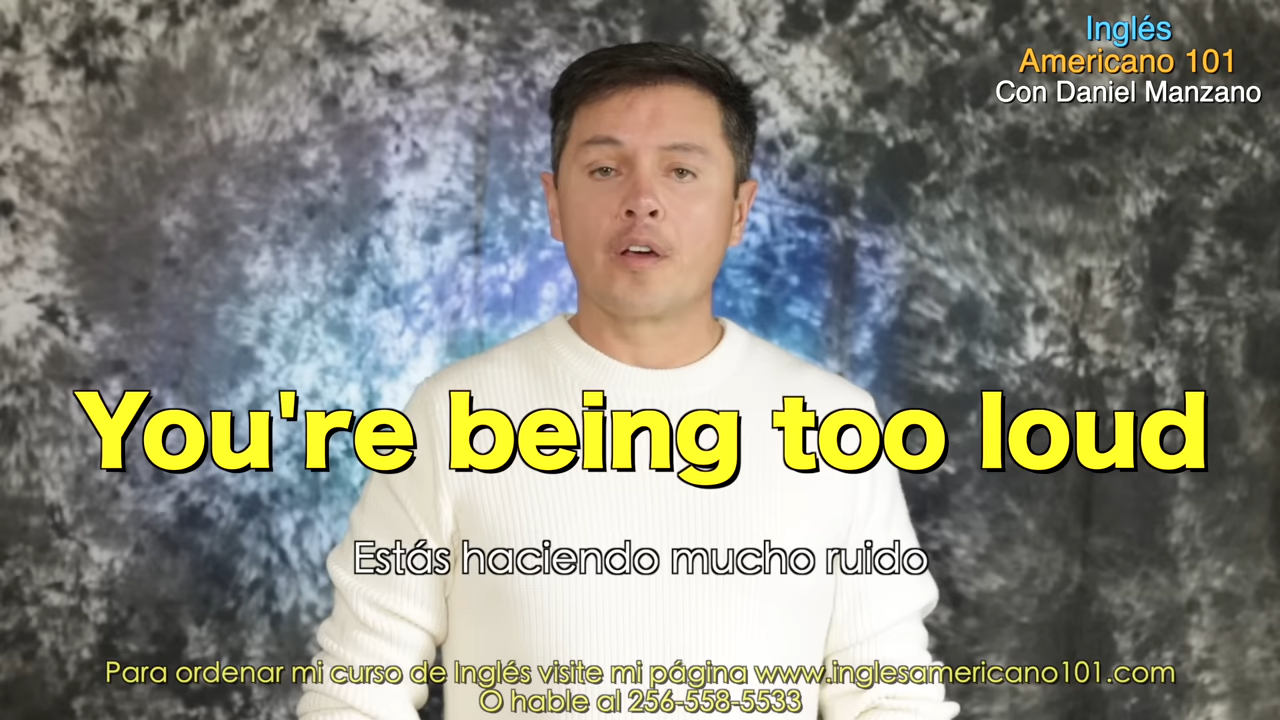 Inglés
Americano 101
Con Daniel Manzano
You're being too loud
Estás haciendo mucho ruido
Para ordenar mi curso de Inglés visite mi página www.inglesamericano101.com
O hable al 256-558-5533